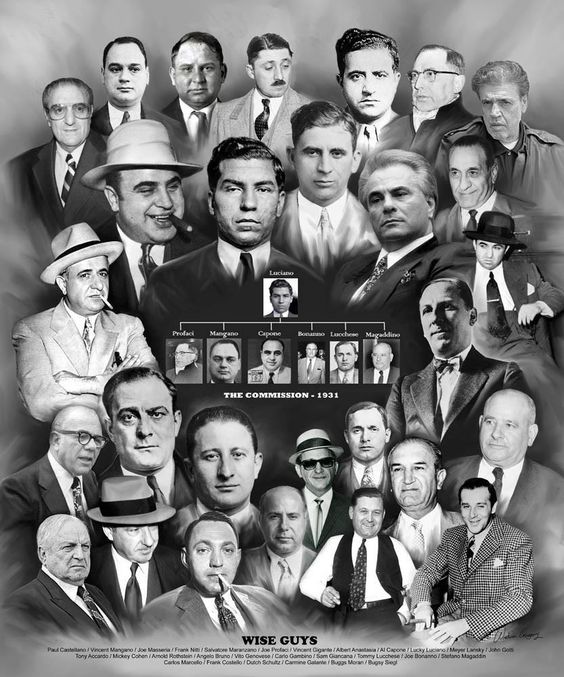 Luciano
Profaci Mangano Capone Bonanno Lucchese Magaddino
THE COMMISSION - 1931
WISE GUYS
Paul Castellano / Vincent Mangano / Joe Masseria / Frank Nitti / Salvatore Maranzano / Joe Profaci / Vincent Gigante / Albert Anastasia / Al Capone / Lucky Luciano / Meyer Lansky / John Gotti
Tony Accardo / Mickey Cohen / Arnold Rothstein / Angelo Bruno / Vito Genovese / Carlo Gambino / Sam Giancana / Tommy Lucchese / Joe Bonanno / Stefano Magaddin
Carlos Marcello / Frank Costello / Dutch Schultz / Carmine Galante / Buggs Moran / Bugsy Siegl